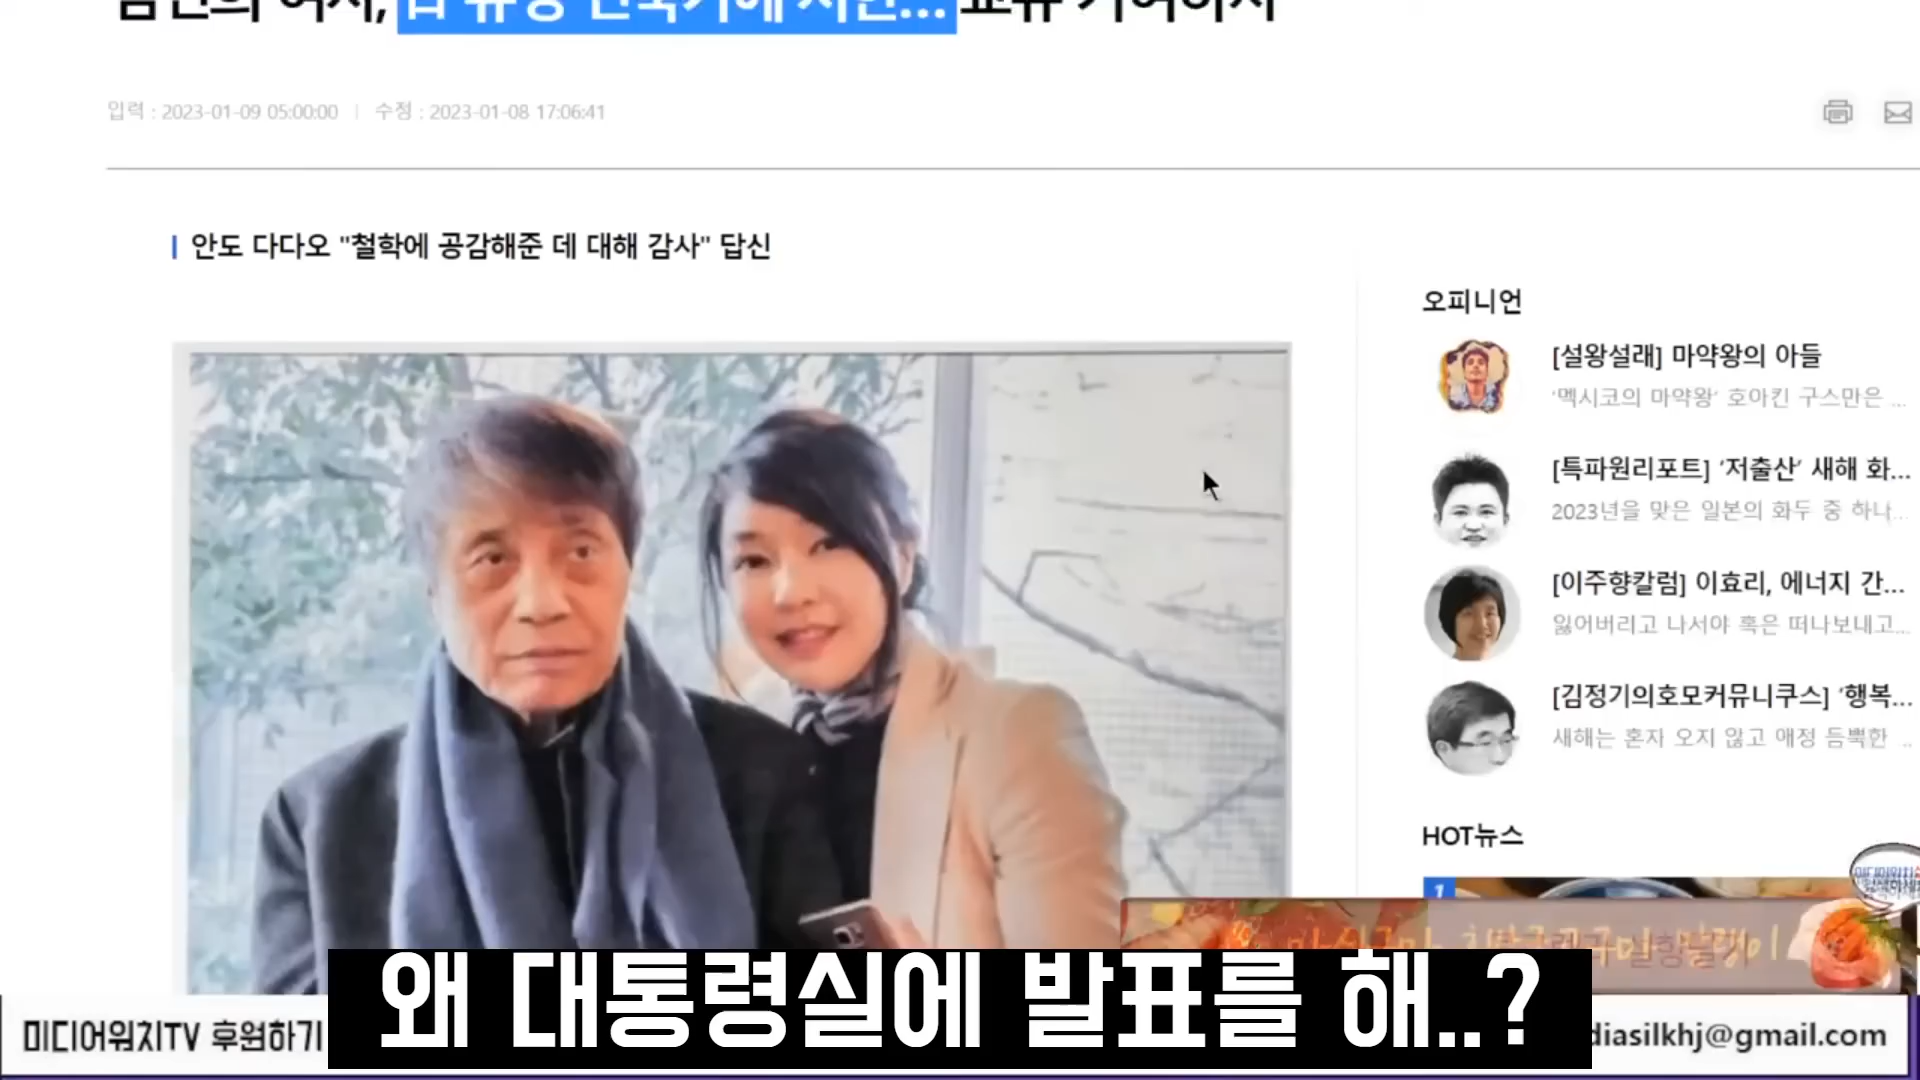 입력 : 2023-01-09 05:00:00 | 수정 : 2023-01-08 17:06:41
안도 다다오 "철학에 공감해준 데 대해 감사" 답신
오피니언
[설왕설래] 마약왕의 아들
'멕시코의 마약왕' 호아킨 구스만은 ...
[특파원리포트] '저출산' 새해 화...
2023년을 맞은 일본의 화두 중 하나...
[이주향칼럼] 이효리, 에너지 간...
잃어버리고 나서야 혹은 떠나보내고...
[김정기의호모커뮤니쿠스] '행복...
새해는 혼자 오지 않고 애정 듬뿍한 ..
HOT뉴스
1
왜 대통령실에 발표를 해..?
미디어워치TV 후원하기
diasilkhj@gmail.com